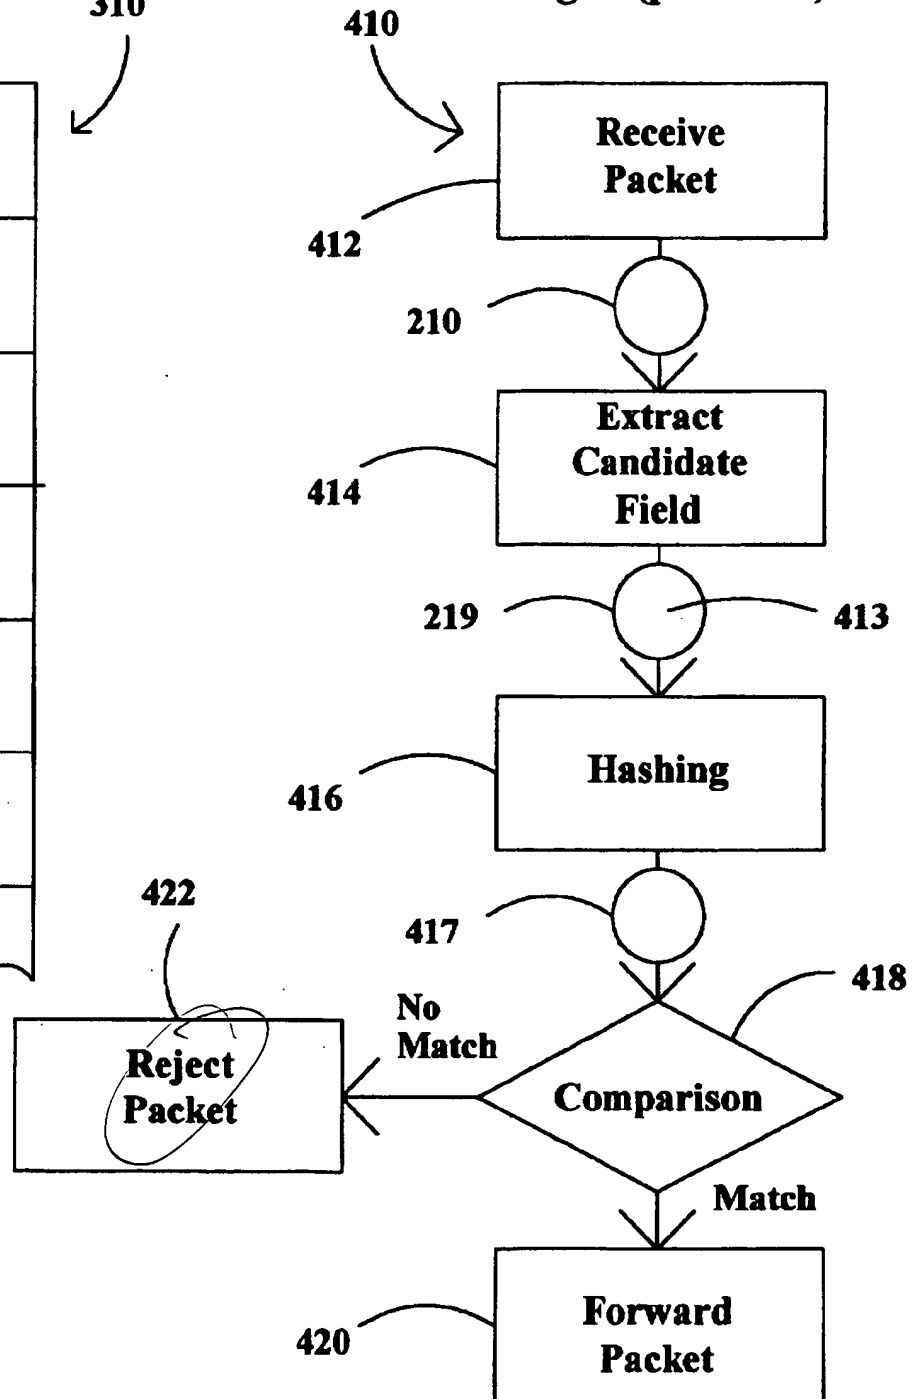 310
410
Receive
Packet
412
210
Extract
Candidate
Field
414
219
413
Hashing
416
422
417
418
No
Match
Reject
Packet
Comparison
Match
Forward
Packet
420